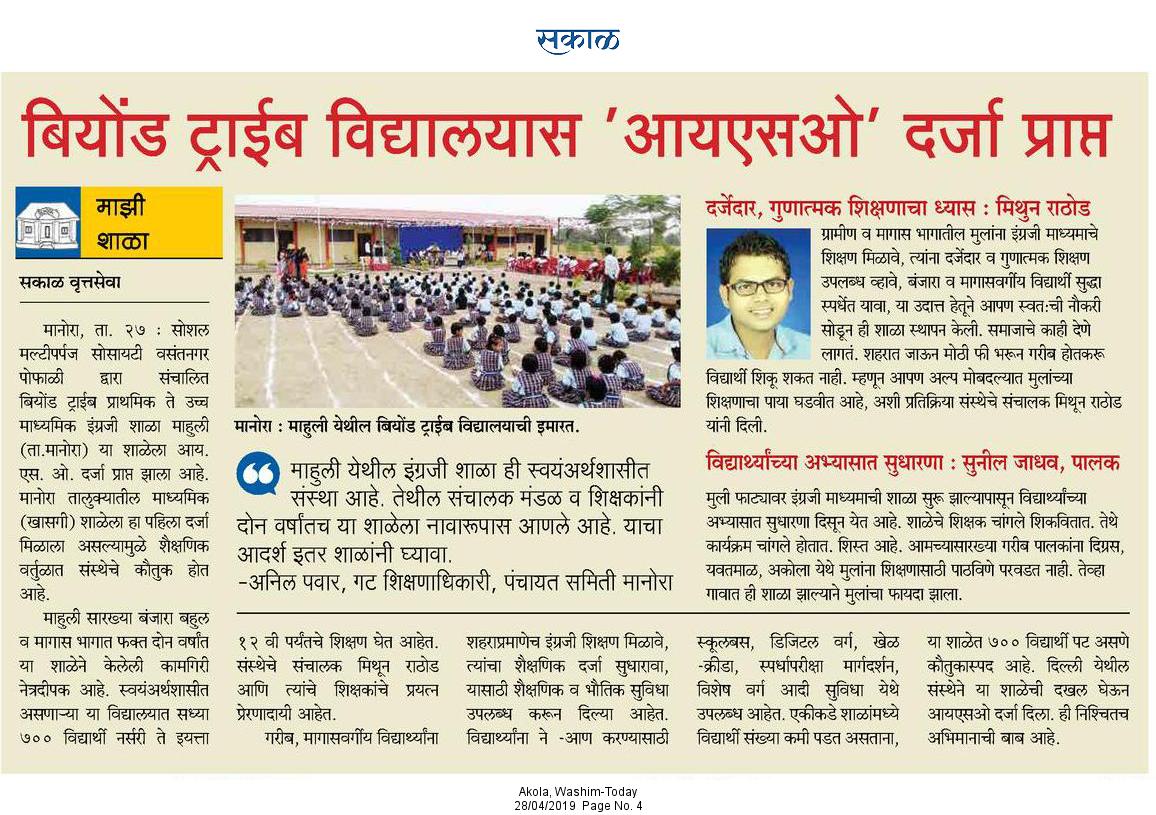 सकाळ
बियोंड ट्राईब विद्यालयास 'आयएसओ' दर्जा प्राप्त
माझी
शाळा
सकाळ वृत्तसेवा
मानोरा, ता. २७ : सोशल
मल्टीपर्पज सोसायटी वसंतनगर
पोफाळी द्वारा संचालित
बियोंड ट्राईब प्राथमिक ते उच्च
माध्यमिक इंग्रजी शाळा माहुली
(ता.मानोरा) या शाळेला आय.
एस. ओ. दर्जा प्राप्त झाला आहे.
मानोरा तालुक्यातील माध्यमिक
(खासगी) शाळेला हा पहिला दर्जा
मिळाला असल्यामुळे शैक्षणिक
वर्तुळात संस्थेचे कौतुक होत
आहे.
माहुली सारख्या बंजारा बहुल
व मागास भागात फक्त दोन वर्षांत
या शाळेने केलेली कामगिरी
नेत्रदीपक आहे. स्वयंअर्थशासीत
असणाऱ्या या विद्यालयात सध्या
७०० विद्यार्थी नर्सरी ते इयत्ता
मानोरा : माहुली येथील बियोंड ट्राईब विद्यालयाची इमारत.
माहुली येथील इंग्रजी शाळा ही स्वयंअर्थशासीत
संस्था आहे. तेथील संचालक मंडळ व शिक्षकांनी
दोन वर्षांतच या शाळेला नावारूपास आणले आहे. याचा
आदर्श इतर शाळांनी घ्यावा.
-अनिल पवार, गट शिक्षणाधिकारी, पंचायत समिती मानोरा
१२ वी पर्यंतचे शिक्षण घेत आहेत.
संस्थेचे संचालक मिथून राठोड
आणि त्यांचे शिक्षकांचे प्रयत्न
प्रेरणादायी आहेत.
गरीब, मागासवर्गीय विद्यार्थ्यांना
शहराप्रमाणेच इंग्रजी शिक्षण मिळावे,
त्यांचा शैक्षणिक दर्जा सुधारावा,
यासाठी शैक्षणिक व भौतिक सुविधा
उपलब्ध करून दिल्या आहेत.
विद्यार्थ्यांना ने -आण करण्यासाठी
स्कूलबस, डिजिटल वर्ग, खेळ
-क्रीडा, स्पर्धापरीक्षा मार्गदर्शन,
विशेष वर्ग आदी सुविधा येथे
उपलब्ध आहेत. एकीकडे शाळांमध्ये
विद्यार्थी संख्या कमी पडत असताना,
या शाळेत ७०० विद्यार्थी पट असणे
कौतुकास्पद आहे. दिल्ली येथील
संस्थेने या शाळेची दखल घेऊन
आयएसओ दर्जा दिला. ही निश्चितच
अभिमानाची बाब आहे.
दर्जेदार, गुणात्मक शिक्षणाचा ध्यास : मिथुन राठोड
ग्रामीण व मागास भागातील मुलांना इंग्रजी माध्यमाचे
शिक्षण मिळावे, त्यांना दर्जेदार व गुणात्मक शिक्षण
उपलब्ध व्हावे, बंजारा व मागासवर्गीय विद्यार्थी सुद्धा
स्पर्धेत यावा, या उदात्त हेतूने आपण स्वत:ची नौकरी
सोडून ही शाळा स्थापन केली. समाजाचे काही देणे
लागतं. शहरात जाऊन मोठी फी भरून गरीब होतकरू
विद्यार्थी शिकू शकत नाही. म्हणून आपण अल्प मोबदल्यात मुलांच्या
शिक्षणाचा पाया घडवीत आहे, अशी प्रतिक्रिया संस्थेचे संचालक मिथून राठोड
यांनी दिली.
विद्यार्थ्यांच्या अभ्यासात सुधारणा : सुनील जाधव, पालक
मुली फाट्यावर इंग्रजी माध्यमाची शाळा सुरू झाल्यापासून विद्यार्थ्यांच्या
अभ्यासात सुधारणा दिसून येत आहे. शाळेचे शिक्षक चांगले शिकवितात. तेथे
कार्यक्रम चांगले होतात. शिस्त आहे. आमच्यासारख्या गरीब पालकांना दिग्रस,
यवतमाळ, अकोला येथे मुलांना शिक्षणासाठी पाठविणे परवडत नाही. तेव्हा
गावात ही शाळा झाल्याने मुलांचा फायदा झाला.
Akola, Washim-Today
28/04/2019 Page No. 4